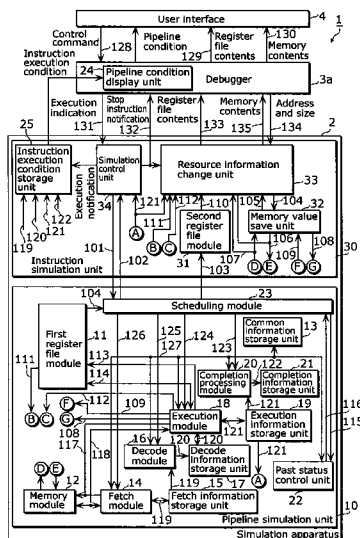 User interface
4
1
Control command
128
Pipeline condition
129
Register file contents
130
Memory contents
Instruction execution condition
24
Pipeline condition display unit
Debugger
3a
Execution indication
131
Stop instruction notification
132
Register file contents
133
Memory contents
135
Address and size
134
2
25
Instruction execution condition storage unit
Execution notification
Simulation control unit
34
Resource information change unit
33
121
111
112
110
105
104
32
119
120
121
122
A
B
C
Second register file module
31
103
107
Memory value save unit
106
109
108
D
E
F
G
101
102
Instruction simulation unit
30
104
Scheduling module
23
First register file module
11
126
125
127
124
123
Common information storage unit
13
111
113
114
20
122
21
Completion processing module
Completion information storage unit
B
C
F
G
112
109
108
117
118
Execution module
18
121
121
19
Execution information storage unit
116
115
16
120
120
Decode module
Decode information storage unit
121
A
Past status control unit
22
D
E
12
14
119
15
17
Memory module
Fetch module
Fetch information storage unit
119
Pipeline simulation unit
10
Simulation apparatus